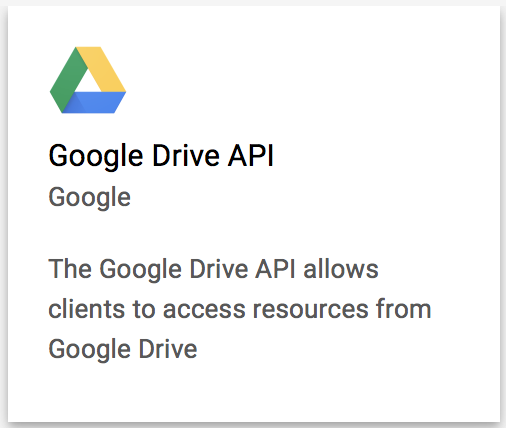 Google Drive API
Google
The Google Drive API allows
clients to access resources from
Google Drive